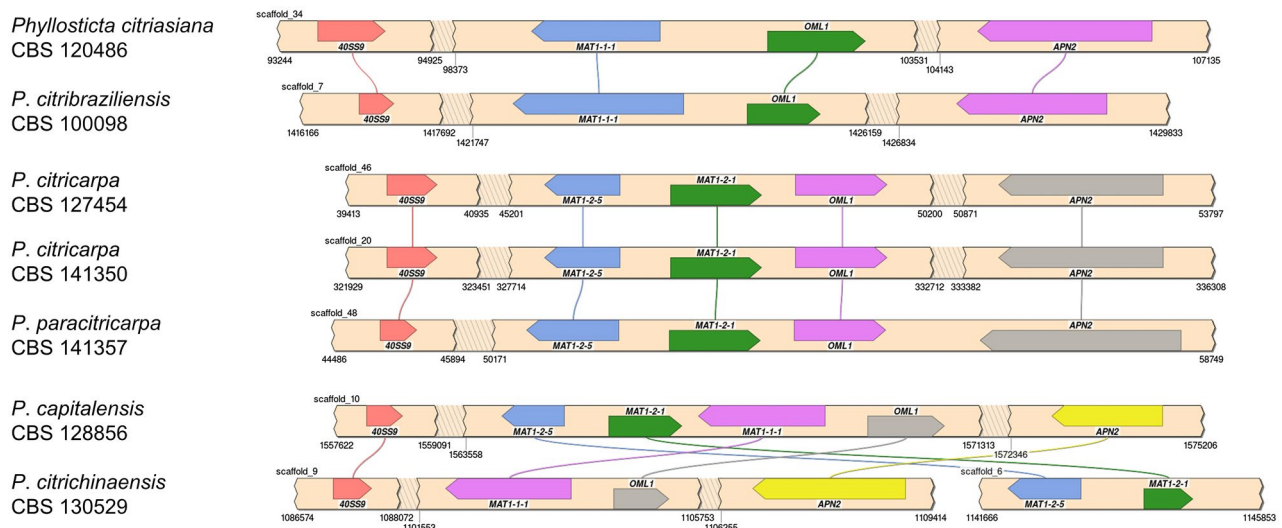 scaffold_34
Phyllosticta citriasiana
CBS 120486
40SS9 MAT1-1-1 OML1 APN2
93244 94925 98373 103531 104143 107135
scaffold_7
P. citribraziliensis
CBS 100098
40SS9 MAT1-1-1 OML1 APN2
1416166 1417692 1421747 1426159 1426834 1429833
scaffold_46
P. citricarpa
CBS 127454
40SS9 MAT1-2-5 MAT1-2-1 OML1 APN2
39413 40935 45201 50200 50871 53797
scaffold_20
P. citricarpa
CBS 141350
40SS9 MAT1-2-5 MAT1-2-1 OML1 APN2
321929 323451 327714 332712 333382 336308
scaffold_48
P. paracitricarpa
CBS 141357
40SS9 MAT1-2-5 MAT1-2-1 OML1 APN2
44486 45894 50171 58749
scaffold_10
P. capitalensis
CBS 128856
40SS9 MAT1-2-5 MAT1-2-1 MAT1-1-1 OML1 APN2
1557622 1559091 1563558 1571313 1572346 1575206
scaffold_9 scaffold_6
P. citrichinaensis
CBS 130529
40SS9 MAT1-1-1 OML1 APN2 MAT1-2-5 MAT1-2-1
1086574 1088072 1105753 1109414 1141666 1145853